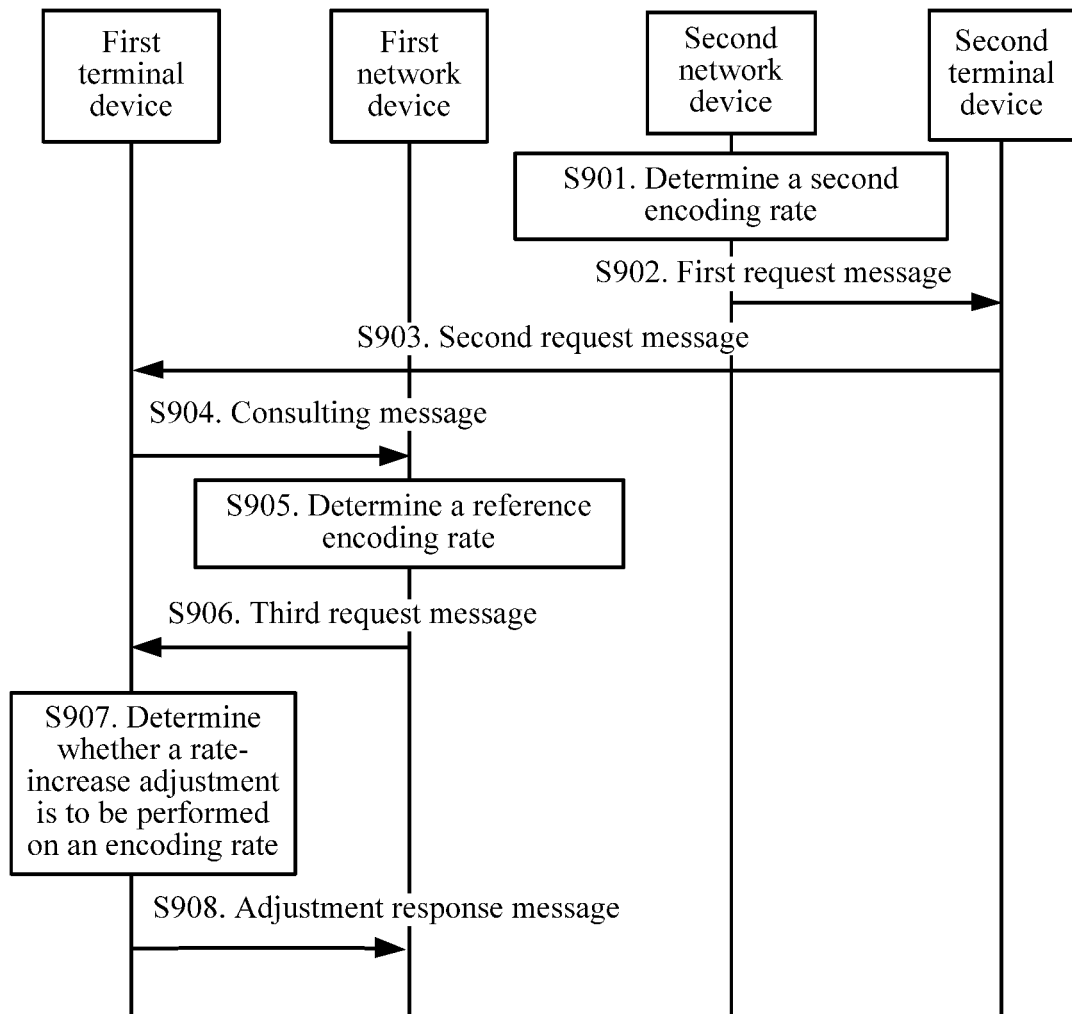 First
terminal
device
First
network
device
Second
network
device
Second
terminal
device
S901. Determine a second
encoding rate
S902. First request message
S903. Second request message
S904. Consulting message
S905. Determine a reference
encoding rate
S906. Third request message
S907. Determine
whether a rate-
increase adjustment
is to be performed
on an encoding rate
S908. Adjustment response message